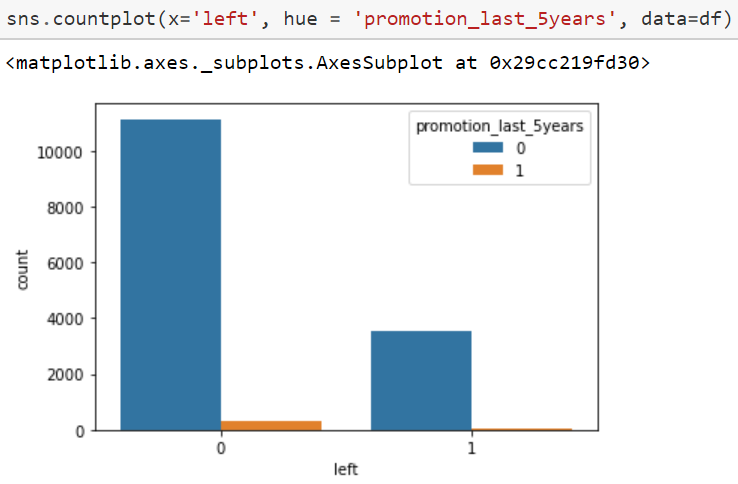 sns.countplot(x='left', hue = 'promotion_last_5years', data=df)
<matplotlib.axes._subplots.AxesSubplot at 0x29cc219fd30>
promotion_last_5years
0
1
10000
8000
6000
4000
2000
0
count
0 1
left